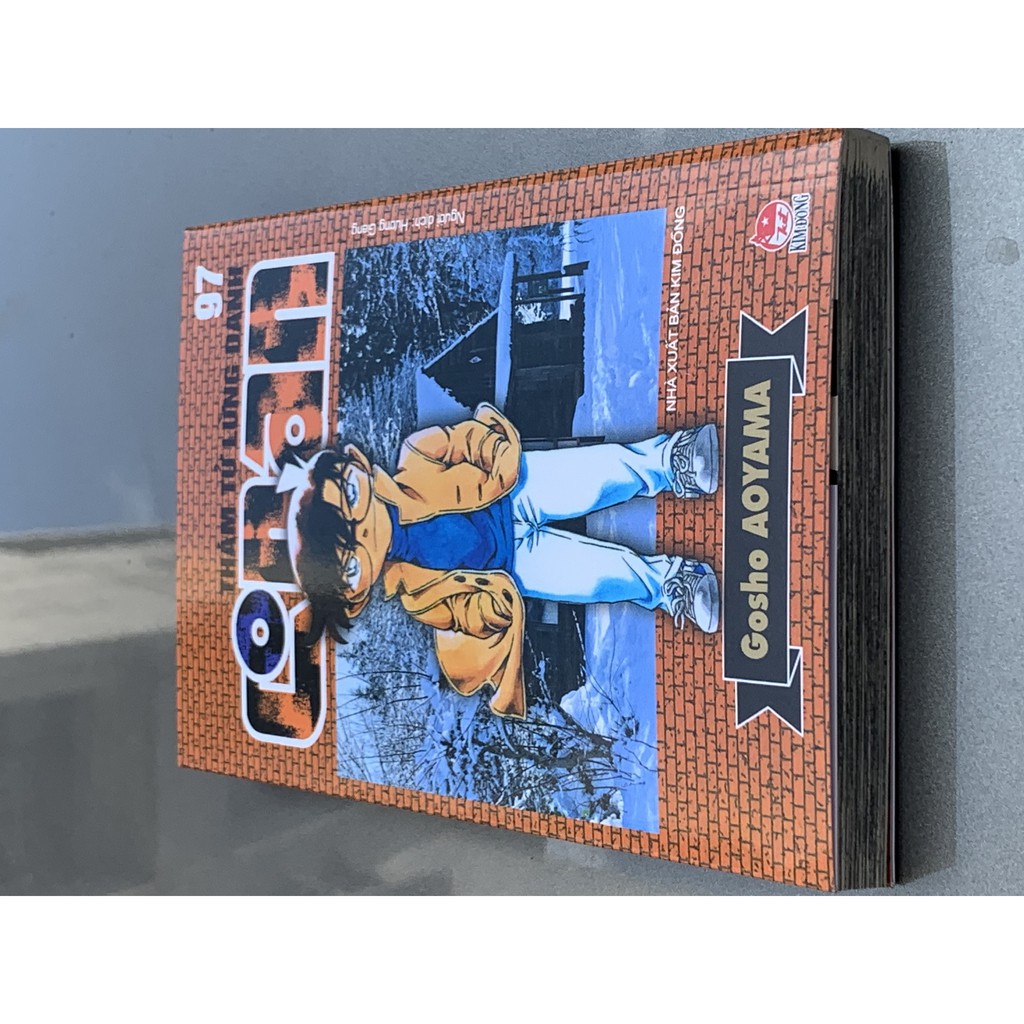 97
THÁM TỬ LỪNG DANH
Conan
Người dịch: Hương Giang
NHÀ XUẤT BẢN KIM ĐỒNG
KIM ĐỒNG
Gosho AOYAMA